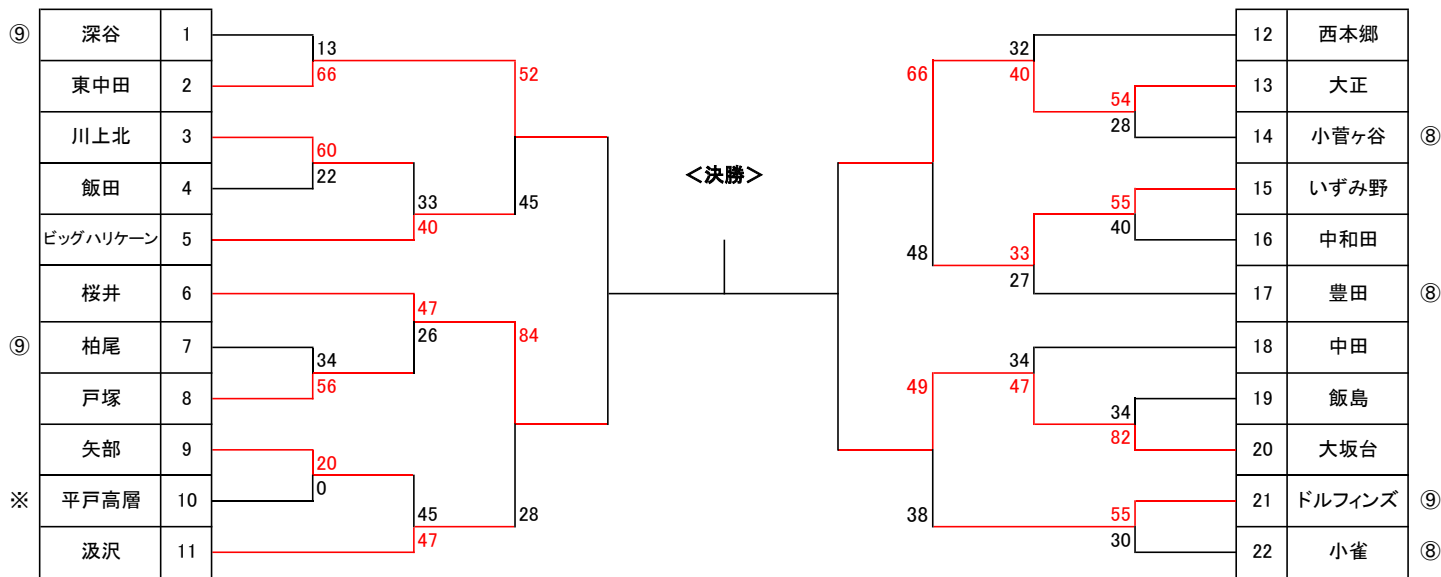 ⑨ 深谷 1
13
66
東中田 2
52
川上北 3
60
22
飯田 4
33
40
45
ビッグハリケーン 5
桜井 6
47
26
84
⑨ 柏尾 7
34
56
戸塚 8
矢部 9
20
0
※ 平戸高層 10
45
47
28
汲沢 11
＜決勝＞
12 西本郷
32
40
66
13 大正
54
28
14 小菅ヶ谷 ⑧
15 いずみ野
55
40
16 中和田
48
33
27
17 豊田 ⑧
18 中田
34
47
49
19 飯島
34
82
20 大坂台
21 ドルフィンズ ⑨
55
30
38
22 小雀 ⑧